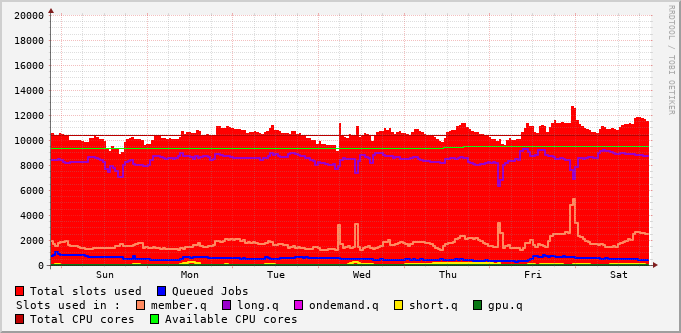 20000
18000
16000
14000
12000
10000
8000
6000
4000
2000
0
Sun Mon Tue Wed Thu Fri Sat
RRDTOOL / TOBI OETIKER
Total slots used Queued Jobs
Slots used in : member.q long.q ondemand.q short.q gpu.q
Total CPU cores Available CPU cores